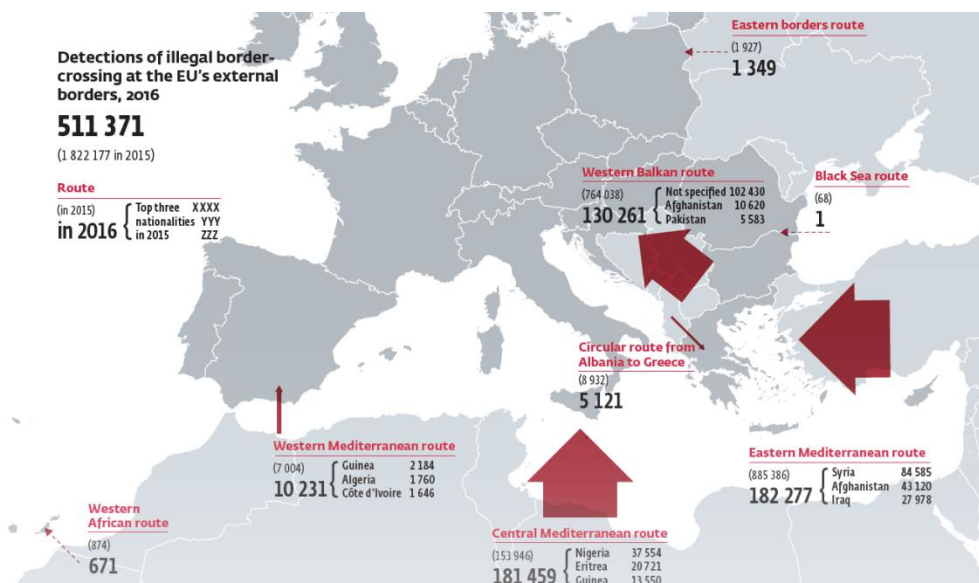 Detections of illegal border-
crossing at the EU's external
borders, 2016
511 371
(1 822 177 in 2015)
Route
(in 2015)
in 2016
Top three XXXX
nationalities YYY
in 2015 ZZZ
Eastern borders route
(1 927)
1 349
Western Balkan route
(764 038)
130 261
Not specified 102 430
Afghanistan 10 620
Pakistan 5 583
Black Sea route
(68)
1
Circular route from
Albania to Greece
(8 932)
5 121
Western Mediterranean route
(7 004)
10 231
Guinea 2 184
Algeria 1 760
Côte d'Ivoire 1 646
Eastern Mediterranean route
(885 386)
182 277
Syria 84 585
Afghanistan 43 120
Iraq 27 978
Western
African route
(874)
671
Central Mediterranean route
(153 946)
181 459
Nigeria 37 554
Eritrea 20 721
Guinea 13 550